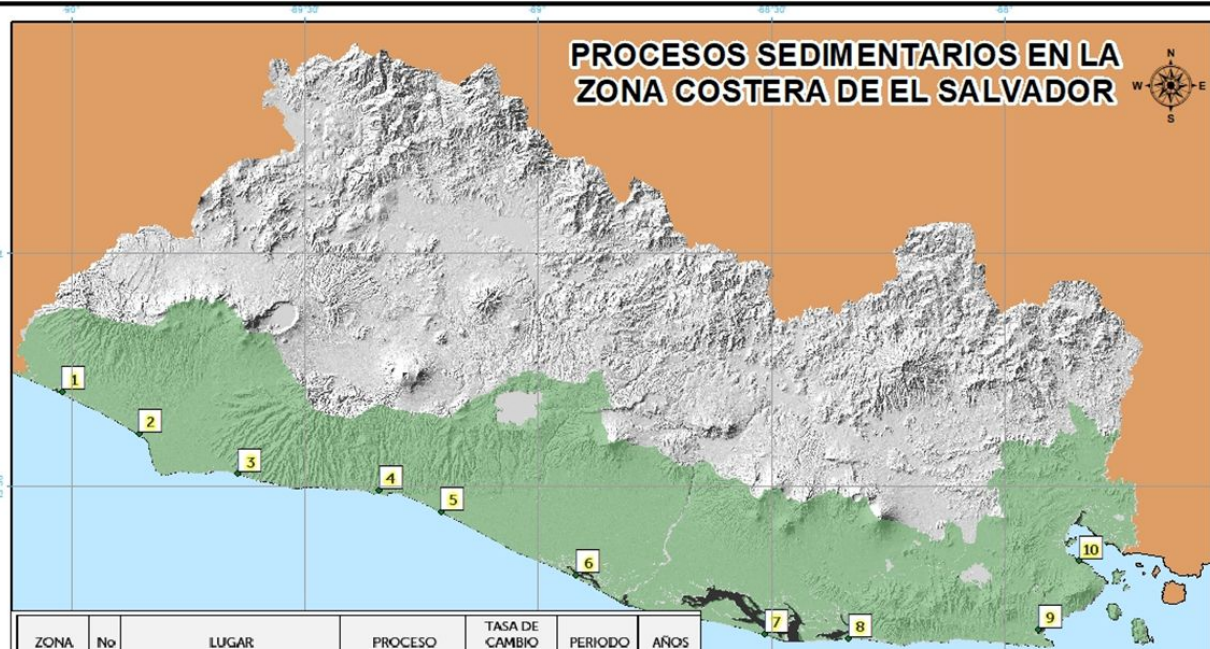 -90° -89°30' -89° -88°30' -88°
PROCESOS SEDIMENTARIOS EN LA
ZONA COSTERA DE EL SALVADOR
N
W E
S
1
2
3
4
5
6
7
8
9
10
ZONA No LUGAR PROCESO TASA DE CAMBIO PERIODO AÑOS